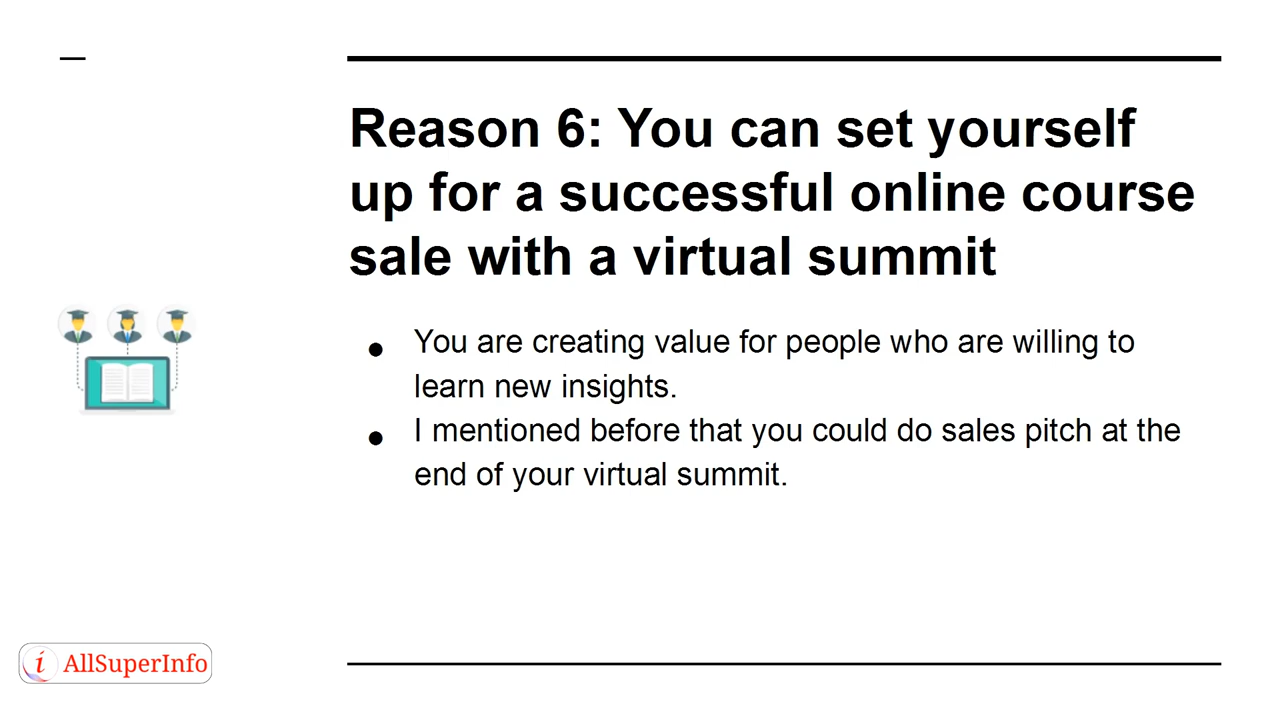 Reason 6: You can set yourself
up for a successful online course
sale with a virtual summit
● You are creating value for people who are willing to
learn new insights.
● I mentioned before that you could do sales pitch at the
end of your virtual summit.
i AllSuperInfo